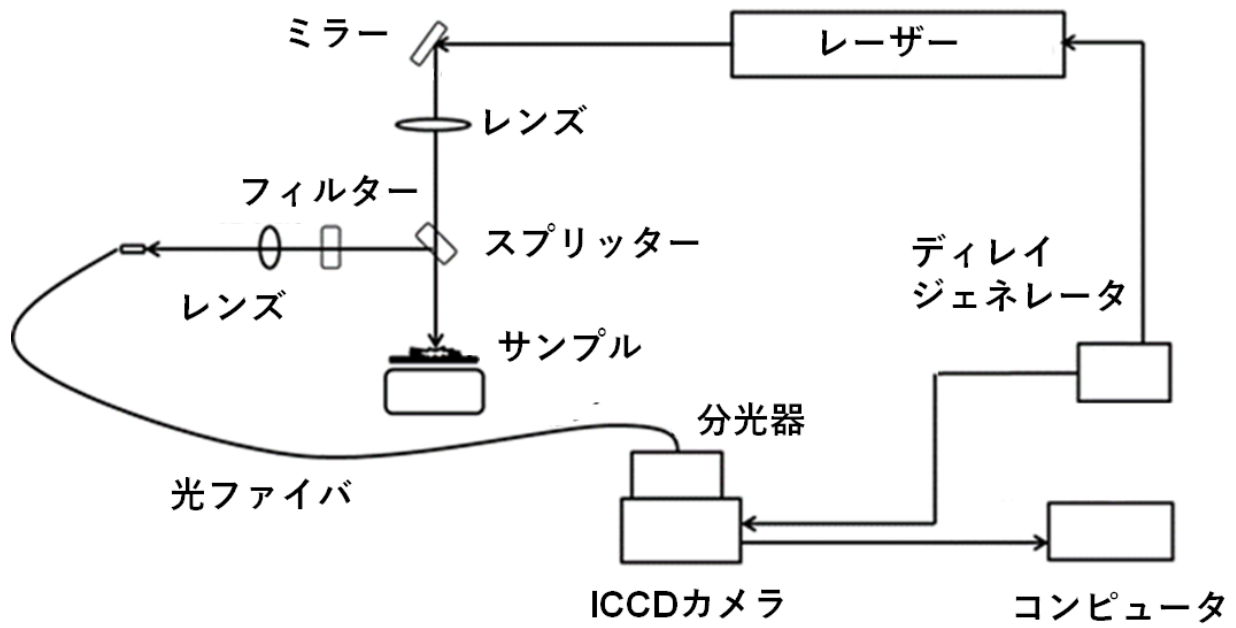 ミラー
レーザー
レンズ
フィルター
スプリッター
ディレイ
ジェネレータ
レンズ
サンプル
分光器
光ファイバ
ICCDカメラ
コンピュータ